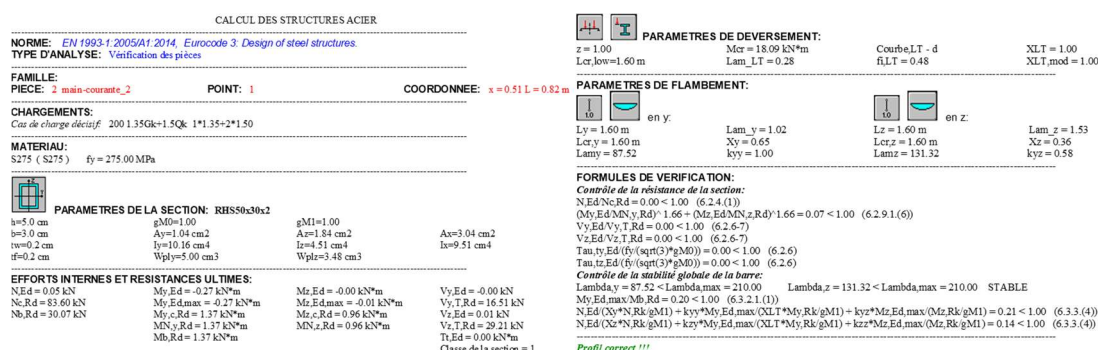 CALCUL DES STRUCTURES ACIER
NORME: EN 1993-1:2005/A1:2014, Eurocode 3: Design of steel structures.
TYPE D'ANALYSE: Vérification des pièces
FAMILLE:
PIECE: 2 main-courante_2 POINT: 1 COORDONNEE: x = 0.51 L = 0.82 m
CHARGEMENTS:
Cas de charge décisif: 200 1.35Gk+1.5Qk 1*1.35+2*1.50
MATERIAU:
S275 ( S275 ) fy = 275.00 MPa
PARAMETRES DE LA SECTION: RHS50x30x2
h=5.0 cm gM0=1.00 gM1=1.00
b=3.0 cm Ay=1.04 cm2 Az=1.84 cm2 Ax=3.04 cm2
tw=0.2 cm Iy=10.16 cm4 Iz=4.51 cm4 Ix=9.51 cm4
tf=0.2 cm Wply=5.00 cm3 Wplz=3.48 cm3
EFFORTS INTERNES ET RESISTANCES ULTIMES:
N,Ed = 0.05 kN My,Ed = -0.27 kN*m Mz,Ed = -0.00 kN*m Vy,Ed = -0.00 kN
Nc,Rd = 83.60 kN My,Ed,max = -0.27 kN*m Mz,Ed,max = -0.01 kN*m Vy,T,Rd = 16.51 kN
Nb,Rd = 30.07 kN My,c,Rd = 1.37 kN*m Mz,c,Rd = 0.96 kN*m Vz,Ed = 0.01 kN
MN,y,Rd = 1.37 kN*m MN,z,Rd = 0.96 kN*m Vz,T,Rd = 29.21 kN
Mb,Rd = 1.37 kN*m Tt,Ed = 0.00 kN*m
Classe de la section = 1
PARAMETRES DE DEVERSEMENT:
z = 1.00 Mcr = 18.09 kN*m Courbe,LT - d XLT = 1.00
Lcr,low=1.60 m Lam_LT = 0.28 fi,LT = 0.48 XLT,mod = 1.00
PARAMETRES DE FLAMBEMENT:
1.0 en y: 1.0 en z:
Ly = 1.60 m Lam_y = 1.02 Lz = 1.60 m Lam_z = 1.53
Lcr,y = 1.60 m Xy = 0.65 Lcr,z = 1.60 m Xz = 0.36
Lamy = 87.52 kyy = 1.00 Lamz = 131.32 kyz = 0.58
FORMULES DE VERIFICATION:
Contrôle de la résistance de la section:
N,Ed/Nc,Rd = 0.00 < 1.00 (6.2.4.(1))
(My,Ed/MN,y,Rd)^ 1.66 + (Mz,Ed/MN,z,Rd)^1.66 = 0.07 < 1.00 (6.2.9.1.(6))
Vy,Ed/Vy,T,Rd = 0.00 < 1.00 (6.2.6-7)
Vz,Ed/Vz,T,Rd = 0.00 < 1.00 (6.2.6-7)
Tau,ty,Ed/(fy/(sqrt(3)*gM0)) = 0.00 < 1.00 (6.2.6)
Tau,tz,Ed/(fy/(sqrt(3)*gM0)) = 0.00 < 1.00 (6.2.6)
Contrôle de la stabilité globale de la barre:
Lambda,y = 87.52 < Lambda,max = 210.00 Lambda,z = 131.32 < Lambda,max = 210.00 STABLE
My,Ed,max/Mb,Rd = 0.20 < 1.00 (6.3.2.1.(1))
N,Ed/(Xy*N,Rk/gM1) + kyy*My,Ed,max/(XLT*My,Rk/gM1) + kyz*Mz,Ed,max/(Mz,Rk/gM1) = 0.21 < 1.00 (6.3.3.(4))
N,Ed/(Xz*N,Rk/gM1) + kzy*My,Ed,max/(XLT*My,Rk/gM1) + kzz*Mz,Ed,max/(Mz,Rk/gM1) = 0.14 < 1.00 (6.3.3.(4))
Profil correct !!!